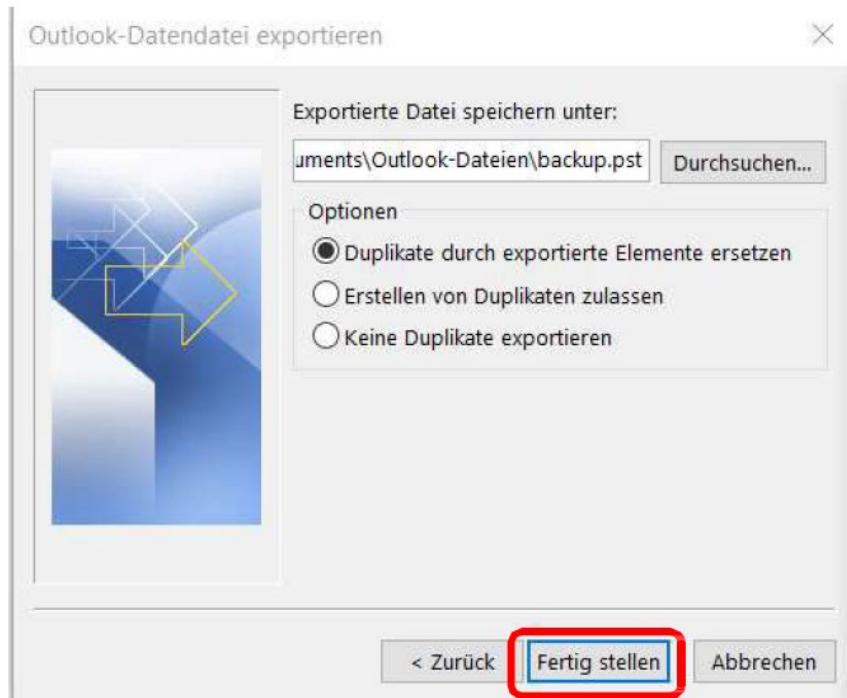 Outlook-Datendatei exportieren
Exportierte Datei speichern unter:
uments\Outlook-Dateien\backup.pst
Durchsuchen...
Optionen
Duplikate durch exportierte Elemente ersetzen
Erstellen von Duplikaten zulassen
Keine Duplikate exportieren
< Zurück
Fertig stellen
Abbrechen